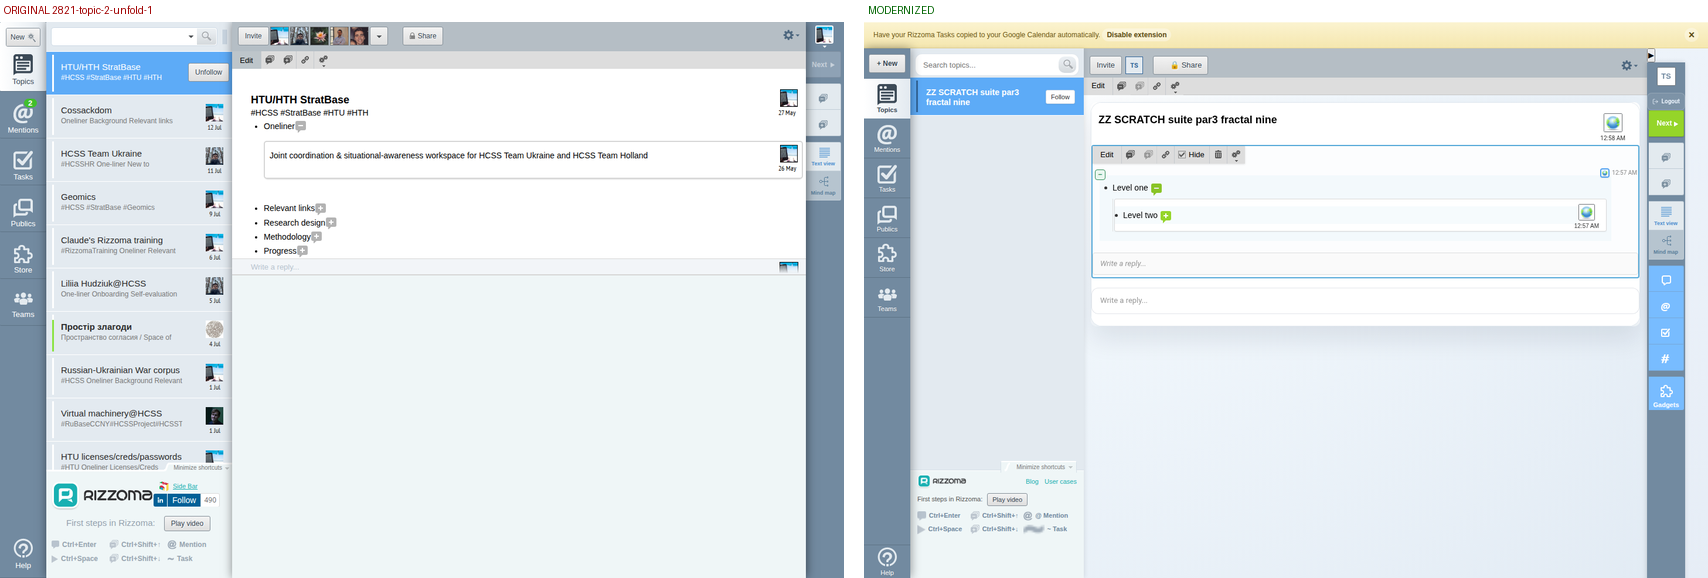 ORIGINAL 2821-topic-2-unfold-1
New
Topics
2
Mentions
Tasks
Publics
Store
Teams
Help
HTU/HTH StratBase
#HCSS #StratBase #HTU #HTH
Unfollow
Cossackdom
Oneliner Background Relevant links
12 Jul
HCSS Team Ukraine
#HCSSHR One-liner New to
11 Jul
Geomics
#HCSS #StratBase #Geomics
9 Jul
Claude's Rizzoma training
#RizzomaTraining Oneliner Relevant
6 Jul
Liliia Hudziuk@HCSS
One-liner Onboarding Self-evaluation
5 Jul
Простір злагоди
Пространство согласия / Space of
4 Jul
Russian-Ukrainian War corpus
#HCSS Oneliner Background Relevant
1 Jul
Virtual machinery@HCSS
#RuBaseCCNY#HCSSProject#HCSST
1 Jul
HTU licenses/creds/passwords
#HTU Oneliner Licenses/Creds
Minimize shortcuts
RIZZOMA
Side Bar
in Follow 490
First steps in Rizzoma: Play video
Ctrl+Enter Ctrl+Shift+↑ @ Mention
Ctrl+Space Ctrl+Shift+↓ ~ Task
Invite
Share
Edit
HTU/HTH StratBase
#HCSS #StratBase #HTU #HTH
27 May
• Oneliner
Joint coordination & situational-awareness workspace for HCSS Team Ukraine and HCSS Team Holland
26 May
• Relevant links
• Research design
• Methodology
• Progress
Write a reply...
Next
Text view
Mind map
MODERNIZED
Have your Rizzoma Tasks copied to your Google Calendar automatically. Disable extension ×
+ New
Topics
Mentions
Tasks
Publics
Store
Teams
Help
Search topics...
ZZ SCRATCH suite par3
fractal nine
Follow
Minimize shortcuts
RIZZOMA
Blog User cases
First steps in Rizzoma: Play video
Ctrl+Enter Ctrl+Shift+↑ @ @ Mention
Ctrl+Space Ctrl+Shift+↓ ~ Task
Invite TS Share
Edit
ZZ SCRATCH suite par3 fractal nine
12:58 AM
Edit Hide
12:57 AM
• Level one
• Level two
12:57 AM
Write a reply...
Write a reply...
TS
Logout
Next
Text view
Mind map
@
#
Gadgets